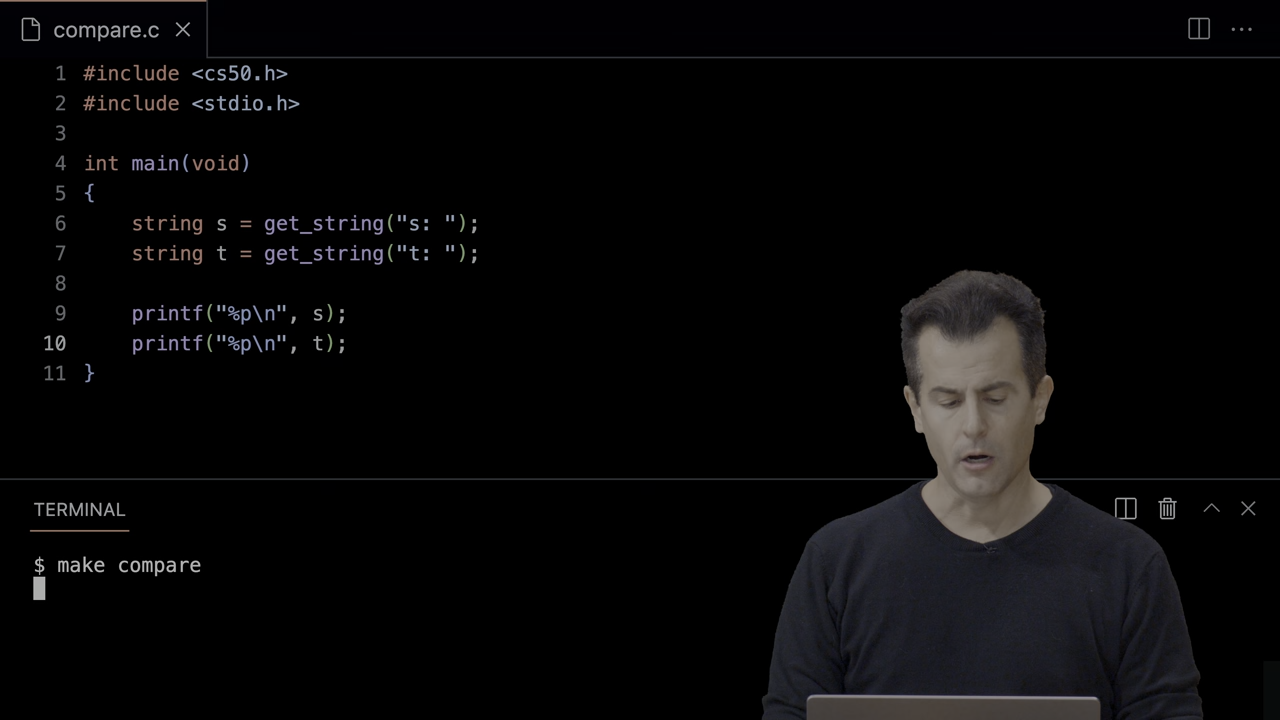 compare.c
1 #include <cs50.h>
2 #include <stdio.h>
3
4 int main(void)
5 {
6     string s = get_string("s: ");
7     string t = get_string("t: ");
8
9     printf("%p\n", s);
10     printf("%p\n", t);
11 }
TERMINAL
$ make compare